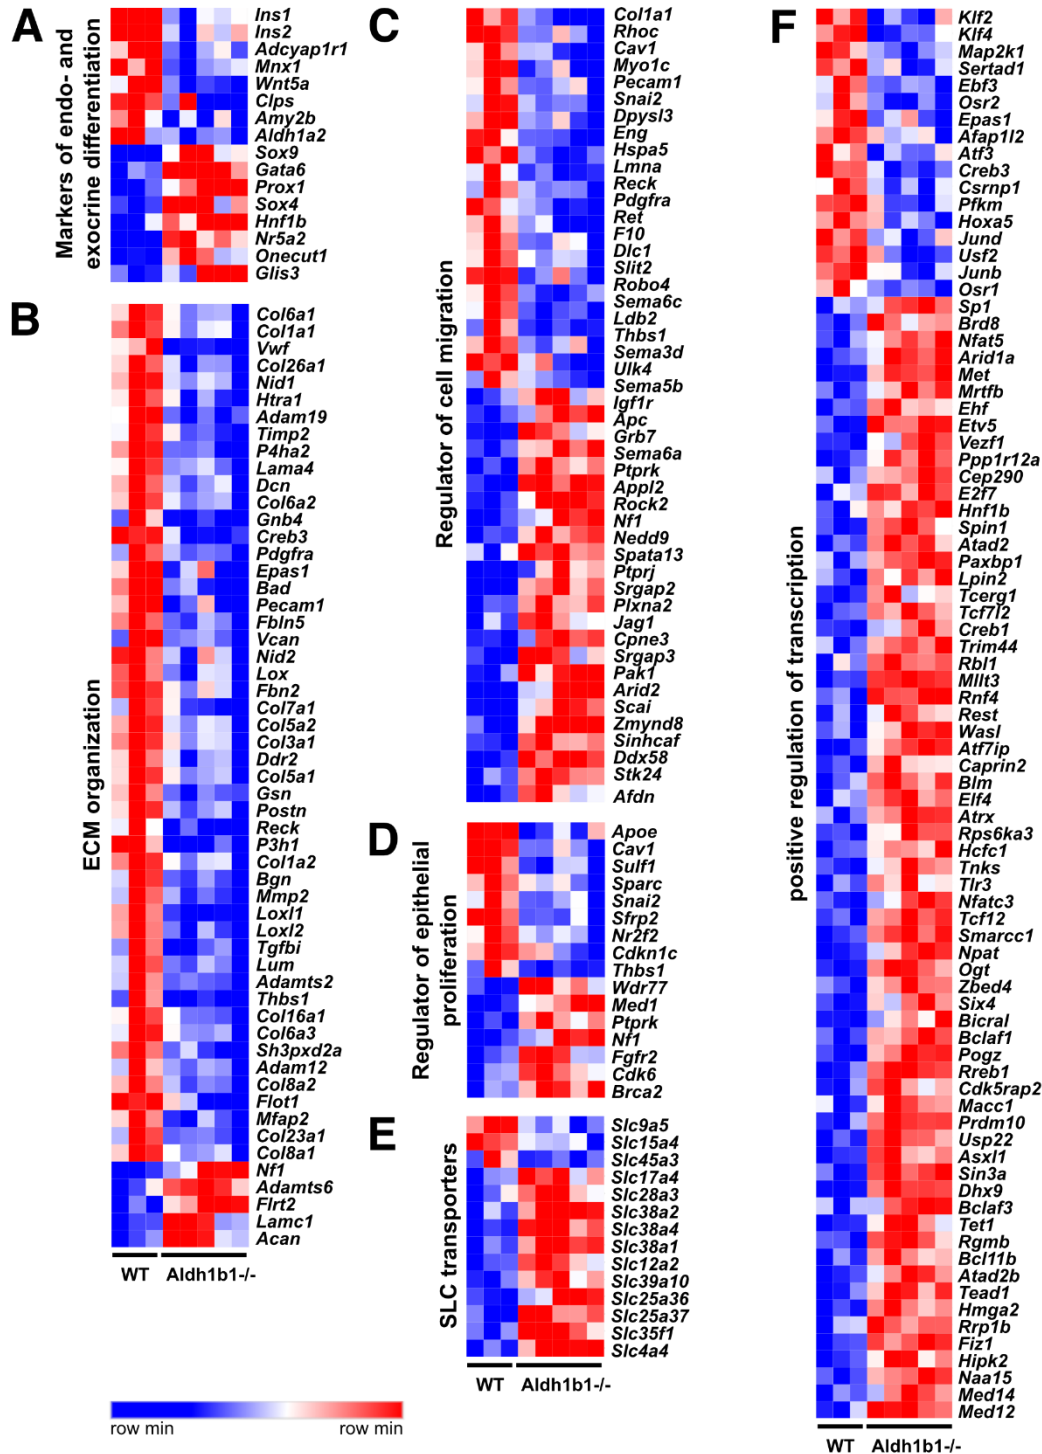 A
Markers of endo- and
exocrine differentiation
Ins1
Ins2
Adcyap1r1
Mnx1
Wnt5a
Clps
Amy2b
Aldh1a2
Sox9
Gata6
Prox1
Sox4
Hnf1b
Nr5a2
Onecut1
Glis3
B
ECM organization
Col6a1
Col1a1
Vwf
Col26a1
Nid1
Htra1
Adam19
Timp2
P4ha2
Lama4
Dcn
Col6a2
Gnb4
Creb3
Pdgfra
Epas1
Bad
Pecam1
Fbln5
Vcan
Nid2
Lox
Fbn2
Col7a1
Col5a2
Col3a1
Ddr2
Col5a1
Gsn
Postn
Reck
P3h1
Col1a2
Bgn
Mmp2
Loxl1
Loxl2
Tgfbi
Lum
Adamts2
Thbs1
Col16a1
Col6a3
Sh3pxd2a
Adam12
Col8a2
Flot1
Mfap2
Col23a1
Col8a1
Nf1
Adamts6
Flrt2
Lamc1
Acan
WT Aldh1b1-/-
row min row min
C
Regulator of cell migration
Col1a1
Rhoc
Cav1
Myo1c
Pecam1
Snai2
Dpysl3
Eng
Hspa5
Lmna
Reck
Pdgfra
Ret
F10
Dlc1
Slit2
Robo4
Sema6c
Ldb2
Thbs1
Sema3d
Ulk4
Sema5b
Igf1r
Apc
Grb7
Sema6a
Ptprk
Appl2
Rock2
Nf1
Nedd9
Spata13
Ptprj
Srgap2
Plxna2
Jag1
Cpne3
Srgap3
Pak1
Arid2
Scai
Zmynd8
Sinhcaf
Ddx58
Stk24
Afdn
D
Regulator of epithelial
proliferation
Apoe
Cav1
Sulf1
Sparc
Snai2
Sfrp2
Nr2f2
Cdkn1c
Thbs1
Wdr77
Med1
Ptprk
Nf1
Fgfr2
Cdk6
Brca2
E
SLC transporters
Slc9a5
Slc15a4
Slc45a3
Slc17a4
Slc28a3
Slc38a2
Slc38a4
Slc38a1
Slc12a2
Slc39a10
Slc25a36
Slc25a37
Slc35f1
Slc4a4
WT Aldh1b1-/-
F
positive regulation of transcription
Klf2
Klf4
Map2k1
Sertad1
Ebf3
Osr2
Epas1
Afap1l2
Atf3
Creb3
Csrnp1
Pfkm
Hoxa5
Jund
Usf2
Junb
Osr1
Sp1
Brd8
Nfat5
Arid1a
Met
Mrtfb
Ehf
Etv5
Vezf1
Ppp1r12a
Cep290
E2f7
Hnf1b
Spin1
Atad2
Paxbp1
Lpin2
Tcerg1
Tcf7l2
Creb1
Trim44
Rbl1
Mllt3
Rnf4
Rest
Wasl
Atf7ip
Caprin2
Blm
Elf4
Atrx
Rps6ka3
Hcfc1
Tnks
Tlr3
Nfatc3
Tcf12
Smarcc1
Npat
Ogt
Zbed4
Six4
Bicral
Bclaf1
Pogz
Rreb1
Cdk5rap2
Macc1
Prdm10
Usp22
Asxl1
Sin3a
Dhx9
Bclaf3
Tet1
Rgmb
Bcl11b
Atad2b
Tead1
Hmga2
Rrp1b
Fiz1
Hipk2
Naa15
Med14
Med12
WT Aldh1b1-/-